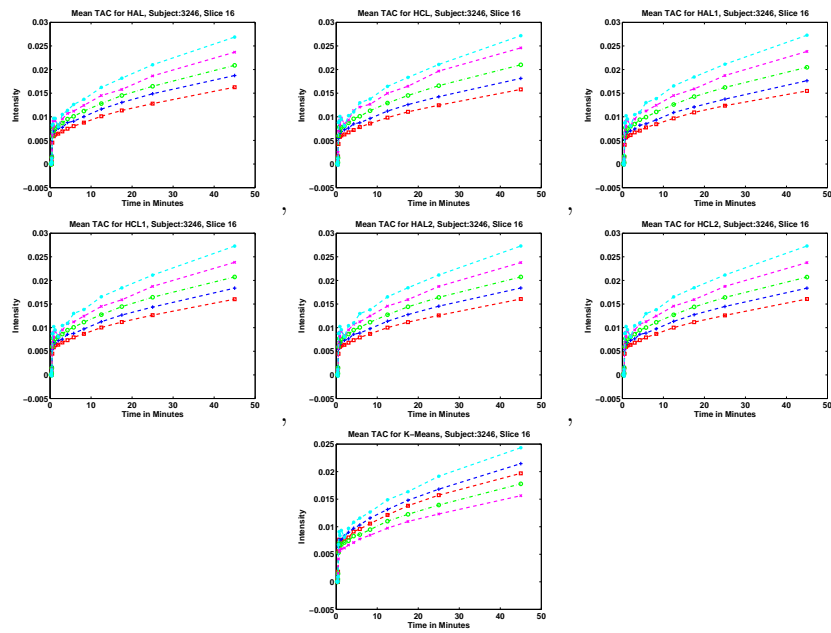 Mean TAC for HAL, Subject:3246, Slice 16
0.03
0.025
0.02
0.015
0.01
0.005
0
−0.005
0 10 20 30 40 50
Time in Minutes
Intensity
Mean TAC for HCL, Subject:3246, Slice 16
0.03
0.025
0.02
0.015
0.01
0.005
0
−0.005
0 10 20 30 40 50
Time in Minutes
Intensity
Mean TAC for HAL1, Subject:3246, Slice 16
0.03
0.025
0.02
0.015
0.01
0.005
0
−0.005
0 10 20 30 40 50
Time in Minutes
Intensity
, ,
Mean TAC for HCL1, Subject:3246, Slice 16
0.03
0.025
0.02
0.015
0.01
0.005
0
−0.005
0 10 20 30 40 50
Time in Minutes
Intensity
Mean TAC for HAL2, Subject:3246, Slice 16
0.03
0.025
0.02
0.015
0.01
0.005
0
−0.005
0 10 20 30 40 50
Time in Minutes
Intensity
Mean TAC for HCL2, Subject:3246, Slice 16
0.03
0.025
0.02
0.015
0.01
0.005
0
−0.005
0 10 20 30 40 50
Time in Minutes
Intensity
, ,
Mean TAC for K−Means, Subject:3246, Slice 16
0.025
0.02
0.015
0.01
0.005
0
−0.005
0 10 20 30 40 50
Time in Minutes
Intensity